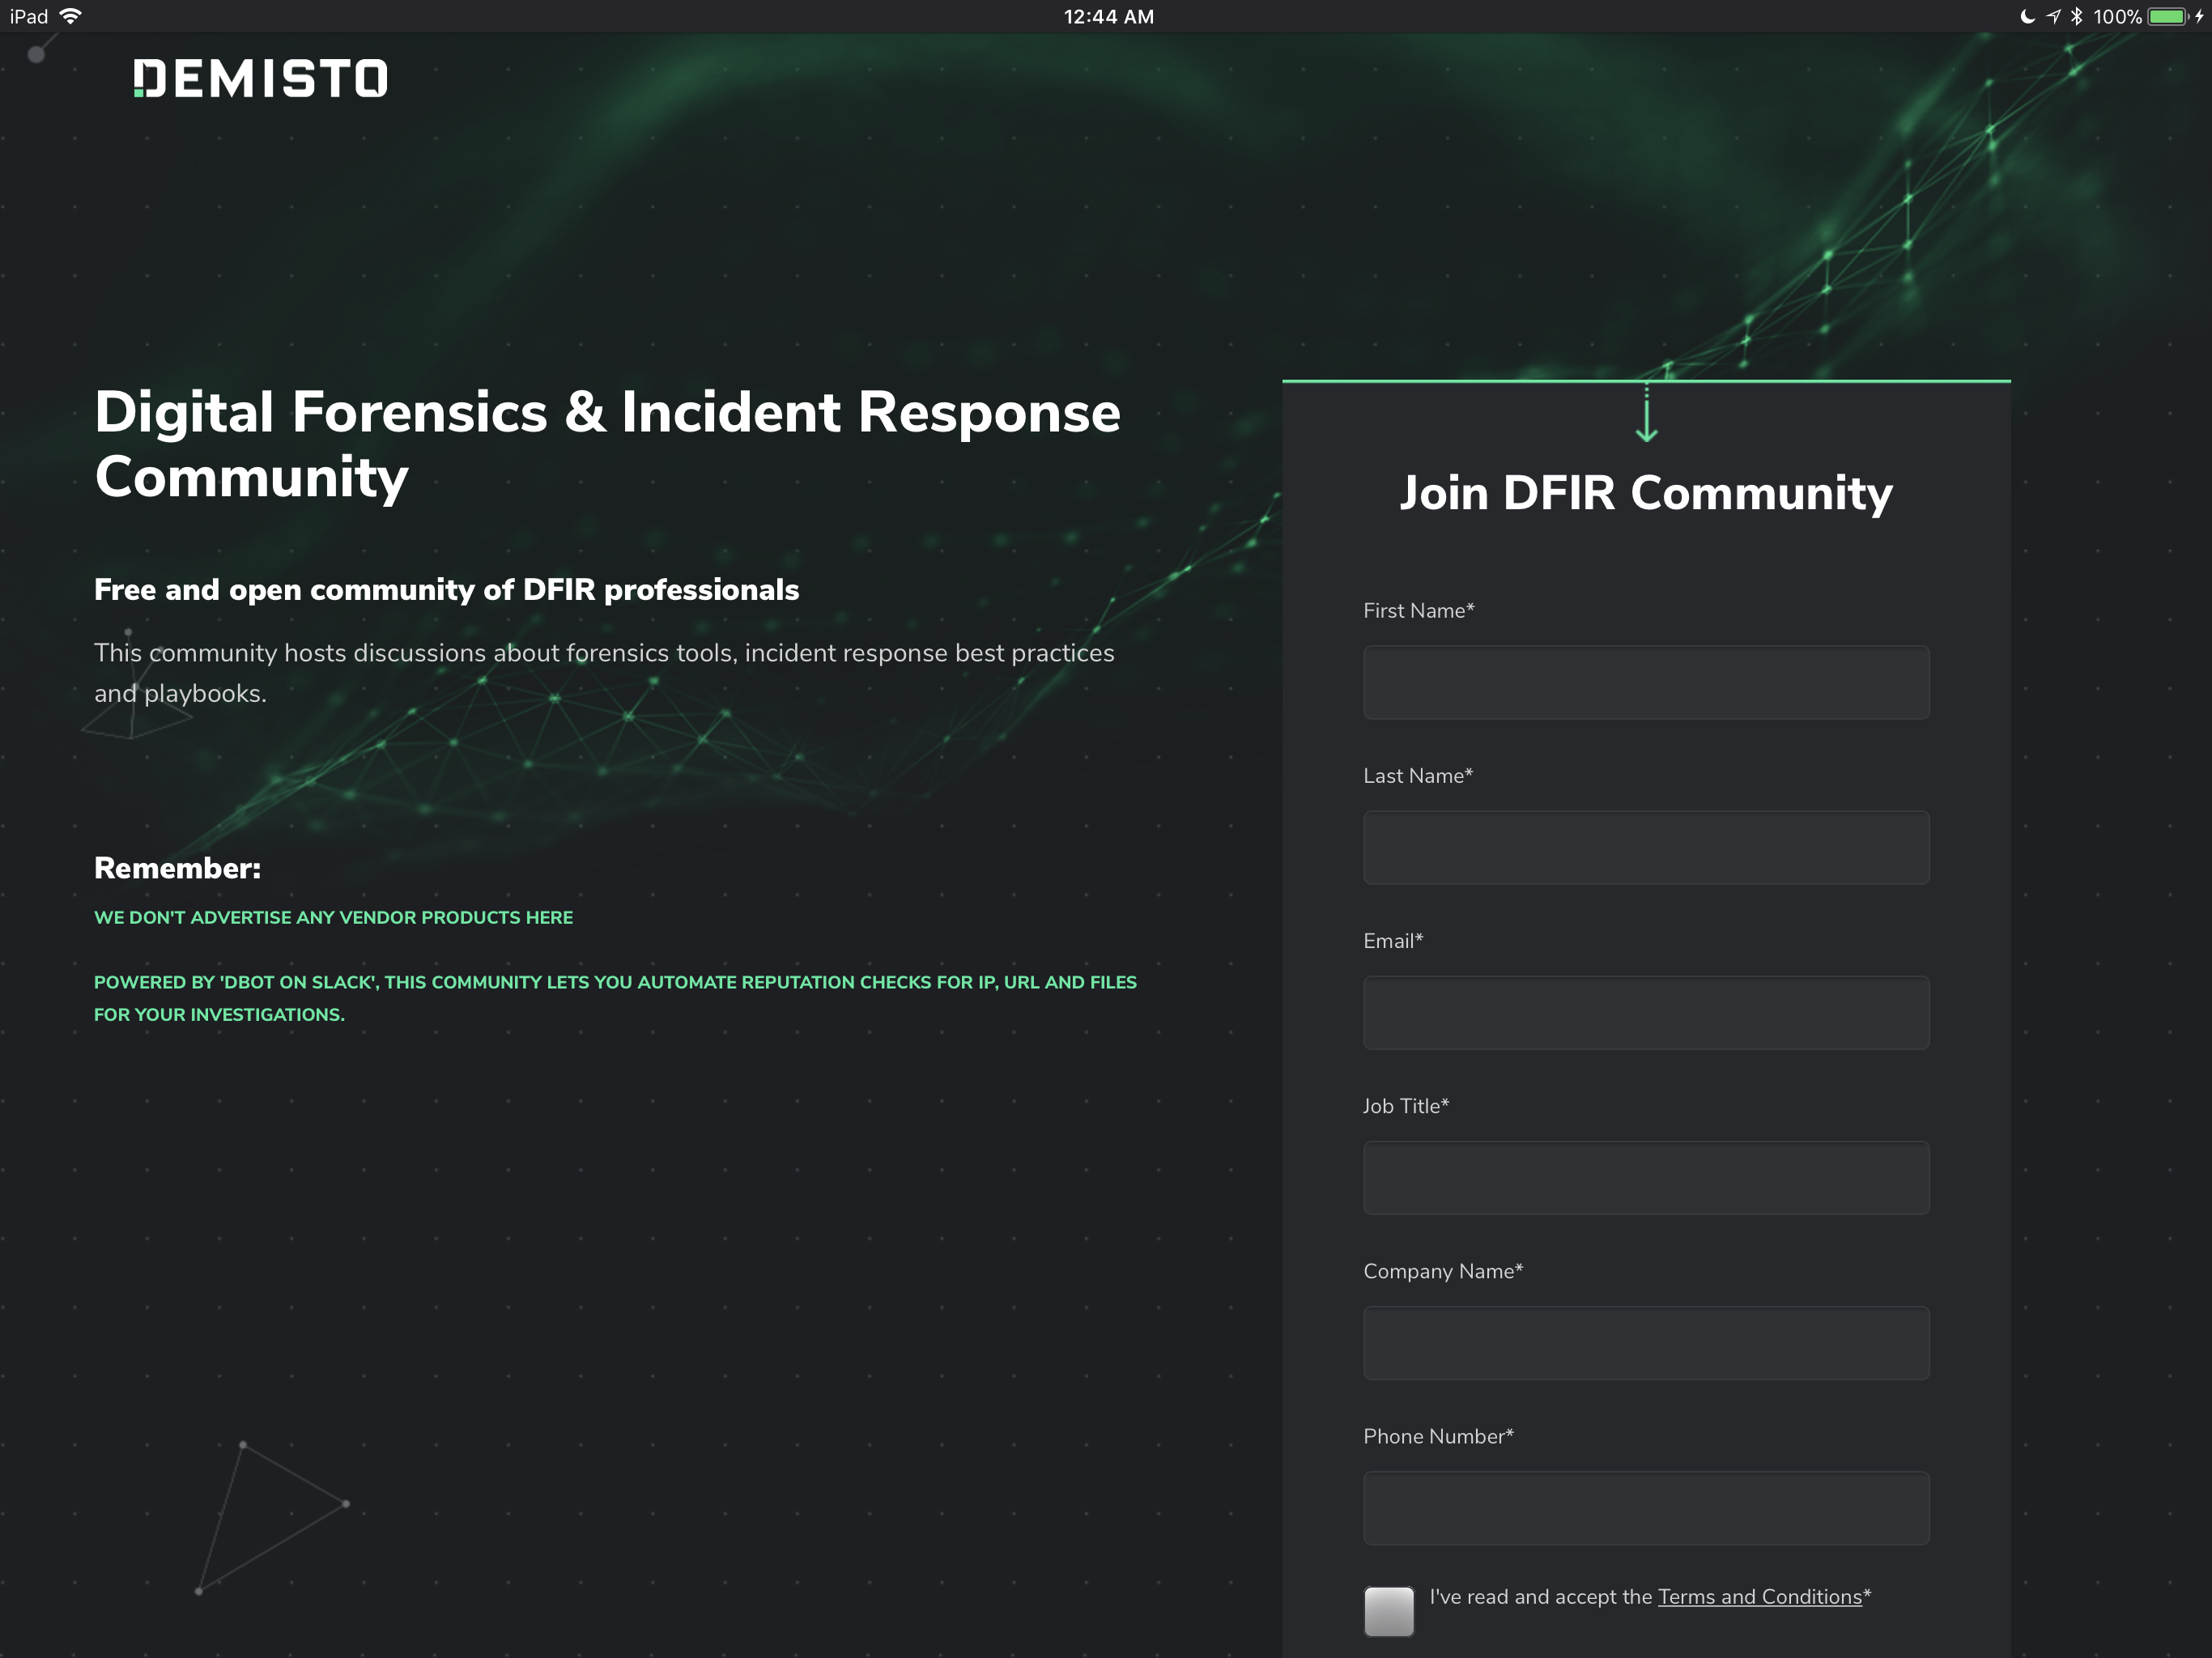 iPad 12:44 AM 100%
DEMISTO
Digital Forensics & Incident Response
Community
Free and open community of DFIR professionals
This community hosts discussions about forensics tools, incident response best practices
and playbooks.
Remember:
WE DON'T ADVERTISE ANY VENDOR PRODUCTS HERE
POWERED BY 'DBOT ON SLACK', THIS COMMUNITY LETS YOU AUTOMATE REPUTATION CHECKS FOR IP, URL AND FILES
FOR YOUR INVESTIGATIONS.
Join DFIR Community
First Name*
Last Name*
Email*
Job Title*
Company Name*
Phone Number*
I've read and accept the Terms and Conditions*